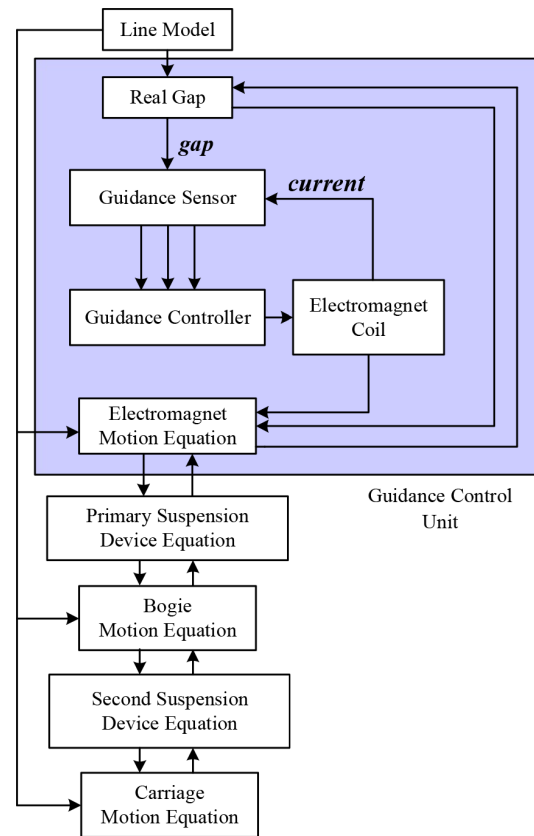 Line Model
Real Gap
gap
Guidance Sensor
current
Guidance Controller
Electromagnet
Coil
Electromagnet
Motion Equation
Guidance Control
Unit
Primary Suspension
Device Equation
Bogie
Motion Equation
Second Suspension
Device Equation
Carriage
Motion Equation